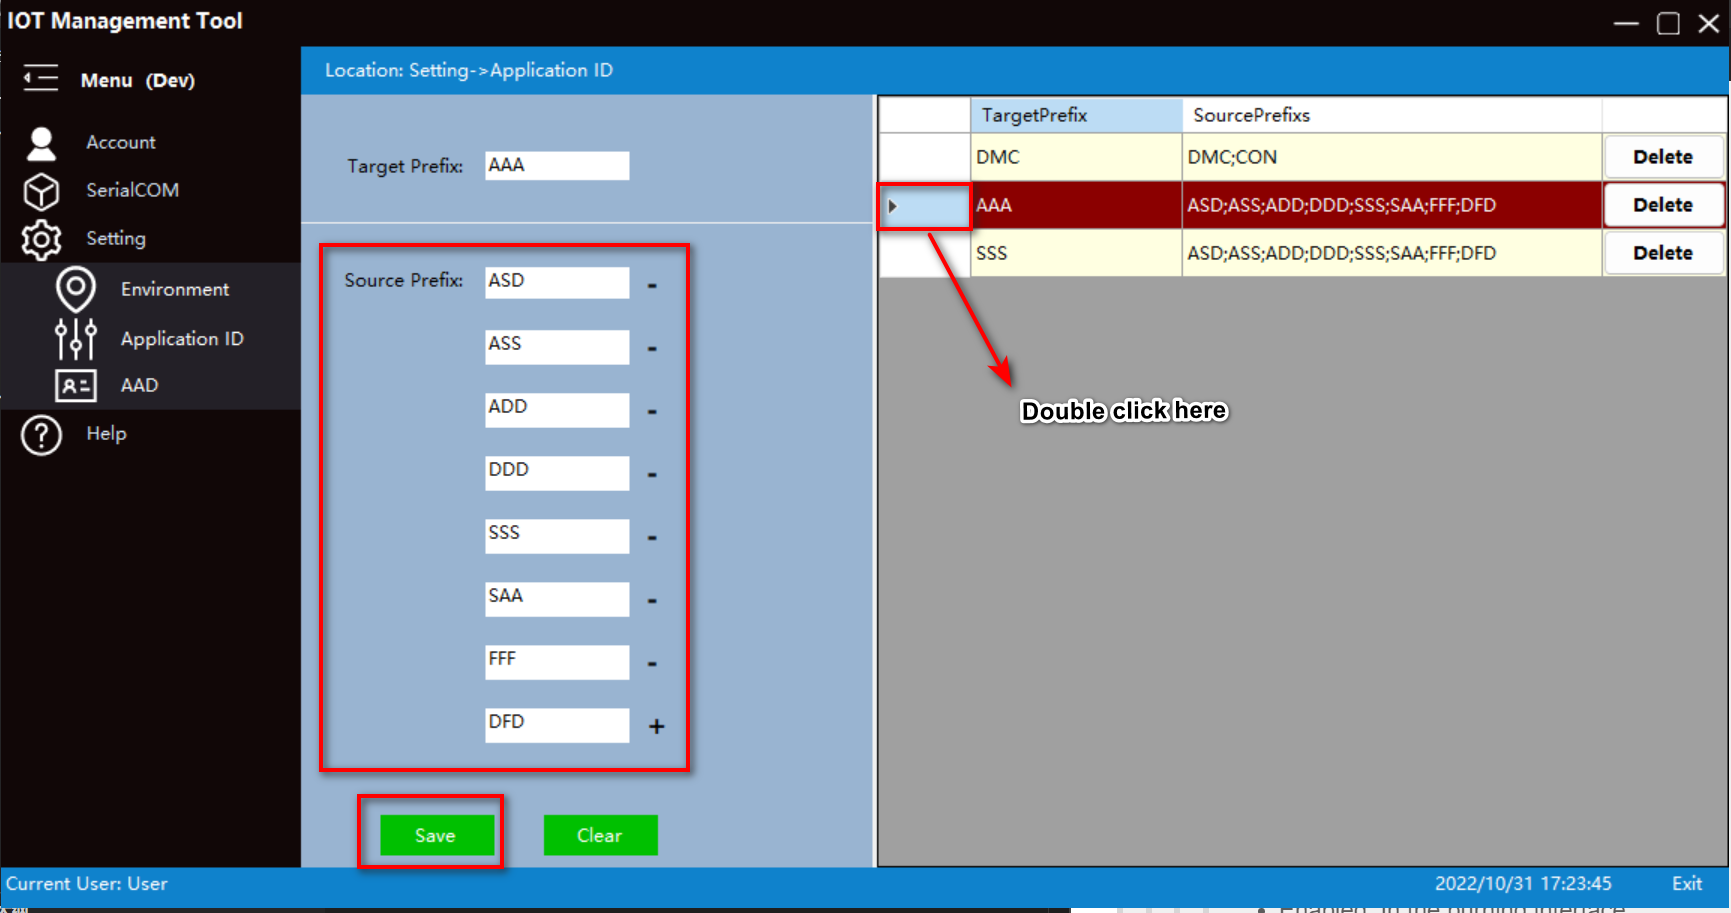 IOT Management Tool
Menu (Dev)
Location: Setting->Application ID
Account
SerialCOM
Setting
Environment
Application ID
AAD
Help
Target Prefix: AAA
Source Prefix: ASD -
ASS -
ADD -
DDD -
SSS -
SAA -
FFF -
DFD +
Save Clear
TargetPrefix SourcePrefixs
DMC DMC;CON Delete
AAA ASD;ASS;ADD;DDD;SSS;SAA;FFF;DFD Delete
SSS ASD;ASS;ADD;DDD;SSS;SAA;FFF;DFD Delete
Double click here
Current User: User 2022/10/31 17:23:45 Exit